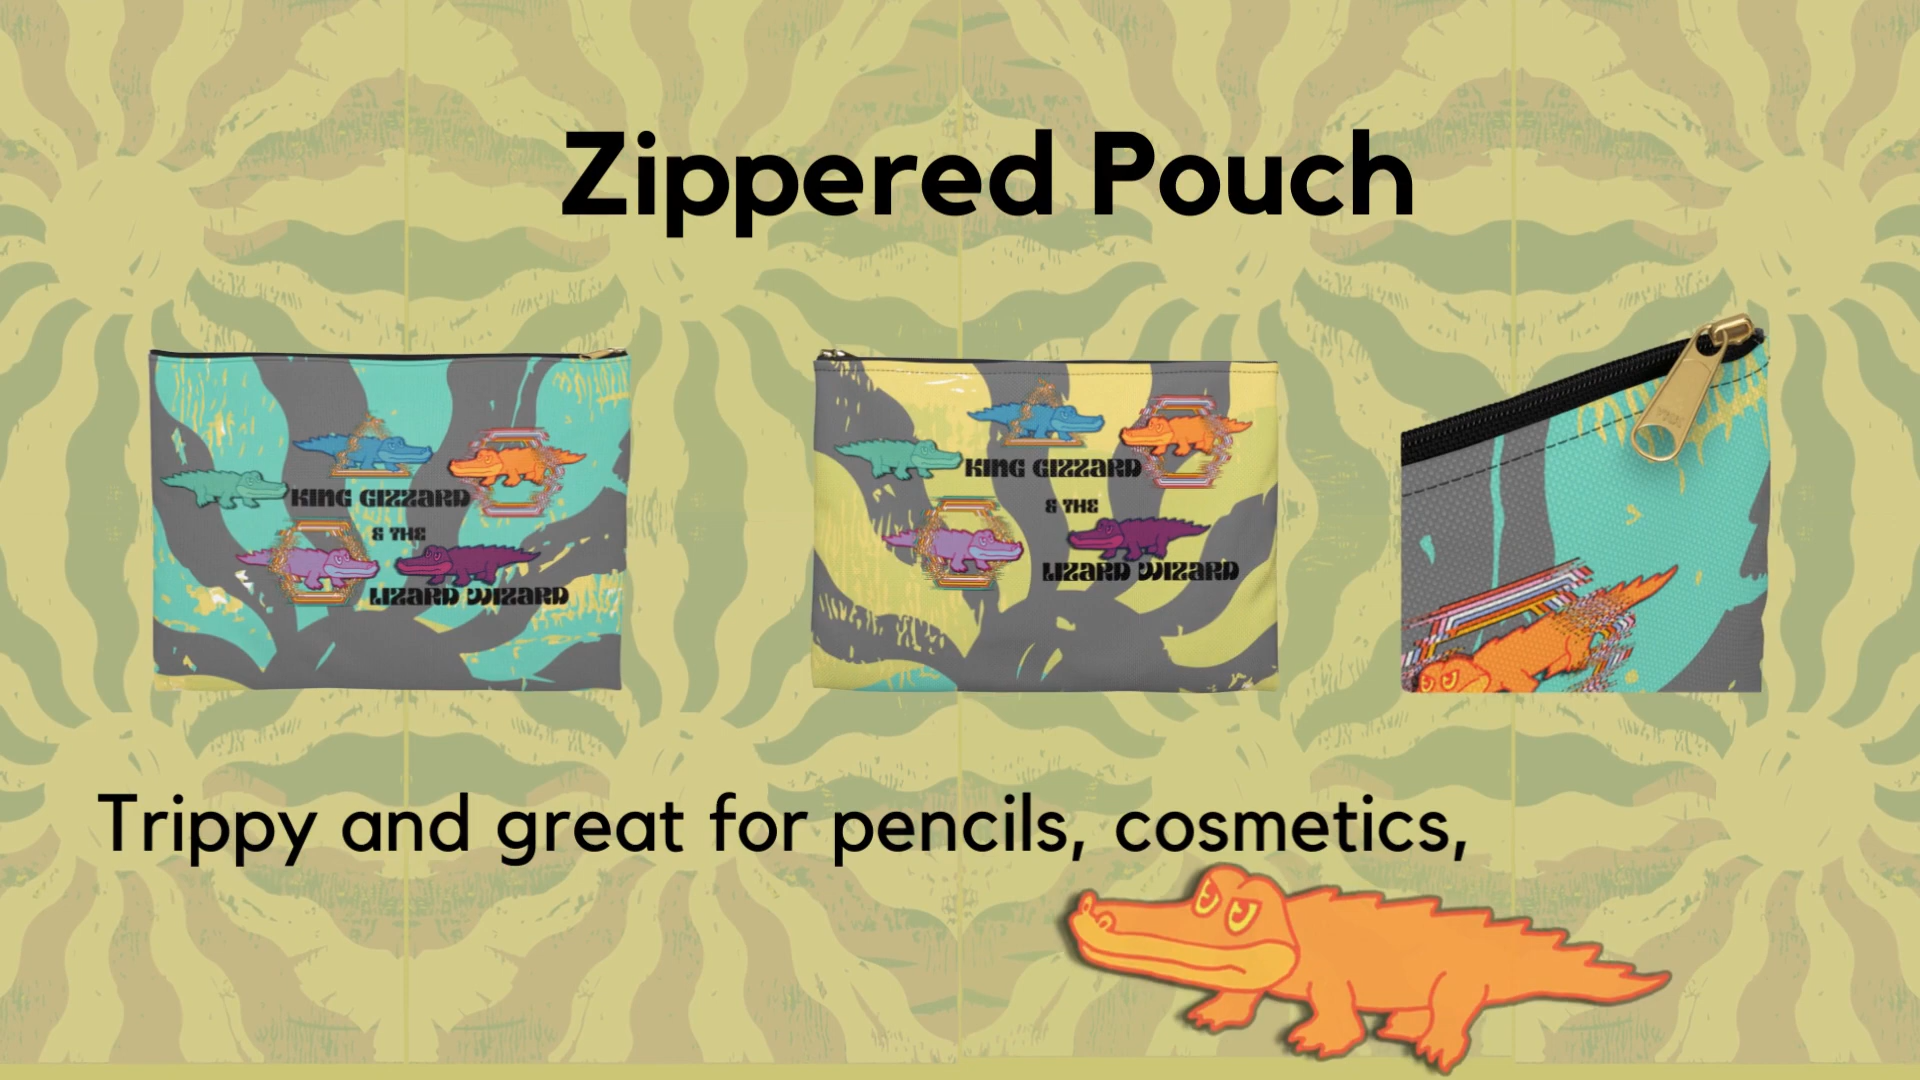 Zippered Pouch
KING GIZZARD
& THE
LIZARD WIZARD
KING GIZZARD
& THE
LIZARD WIZARD
Trippy and great for pencils, cosmetics,